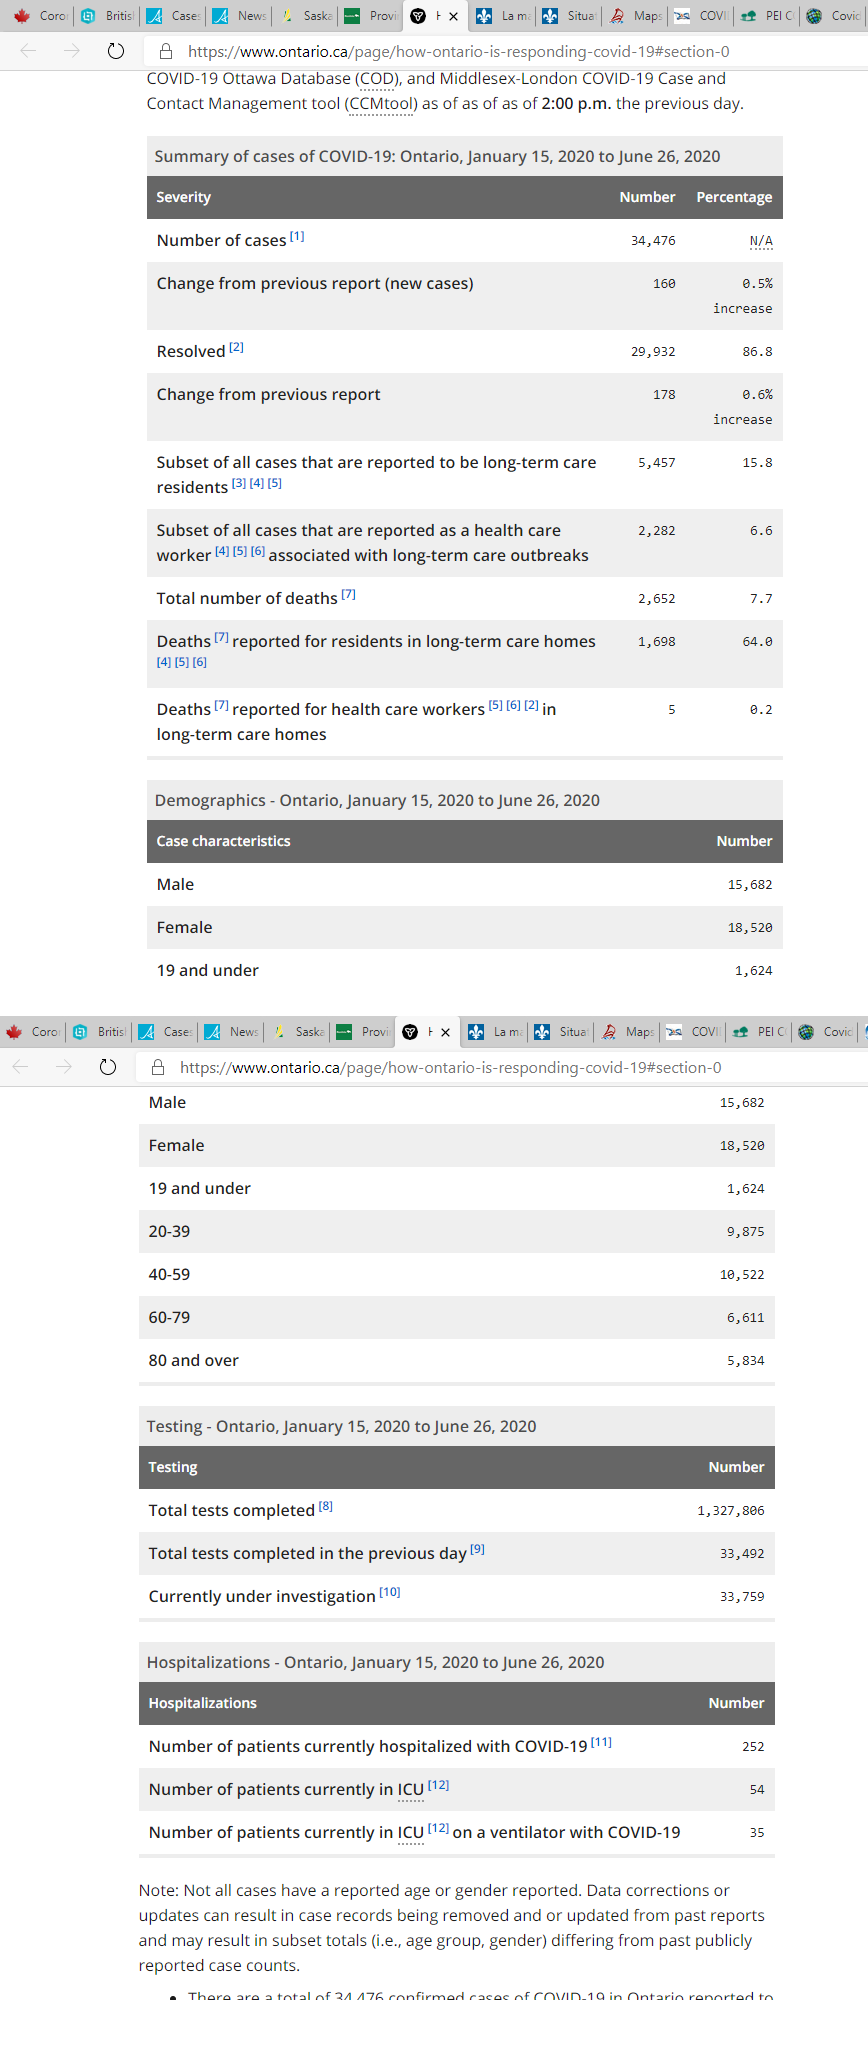 Coro
Britis
Case
News
Saska
Provi
H
La ma
Situat
Maps
COVI
PEI C
Covid
https://www.ontario.ca/page/how-ontario-is-responding-covid-19#section-0
COVID-19 Ottawa Database (COD), and Middlesex-London COVID-19 Case and
Contact Management tool (CCMtool) as of as of as of 2:00 p.m. the previous day.
Summary of cases of COVID-19: Ontario, January 15, 2020 to June 26, 2020
Severity Number Percentage
Number of cases [1] 34,476 N/A
Change from previous report (new cases) 160 0.5%
increase
Resolved [2] 29,932 86.8
Change from previous report 178 0.6%
increase
Subset of all cases that are reported to be long-term care 5,457 15.8
residents [3] [4] [5]
Subset of all cases that are reported as a health care 2,282 6.6
worker [4] [5] [6] associated with long-term care outbreaks
Total number of deaths [7] 2,652 7.7
Deaths [7] reported for residents in long-term care homes 1,698 64.0
[4] [5] [6]
Deaths [7] reported for health care workers [5] [6] [2] in 5 0.2
long-term care homes
Demographics - Ontario, January 15, 2020 to June 26, 2020
Case characteristics Number
Male 15,682
Female 18,520
19 and under 1,624
Coro
Britis
Cases
News
Saska
Provi
La ma
Situa
Maps
COVI
PEI C
Covid
https://www.ontario.ca/page/how-ontario-is-responding-covid-19#section-0
Male 15,682
Female 18,520
19 and under 1,624
20-39 9,875
40-59 10,522
60-79 6,611
80 and over 5,834
Testing - Ontario, January 15, 2020 to June 26, 2020
Testing Number
Total tests completed [8] 1,327,806
Total tests completed in the previous day [9] 33,492
Currently under investigation [10] 33,759
Hospitalizations - Ontario, January 15, 2020 to June 26, 2020
Hospitalizations Number
Number of patients currently hospitalized with COVID-19 [11] 252
Number of patients currently in ICU [12] 54
Number of patients currently in ICU [12] on a ventilator with COVID-19 35
Note: Not all cases have a reported age or gender reported. Data corrections or
updates can result in case records being removed and or updated from past reports
and may result in subset totals (i.e., age group, gender) differing from past publicly
reported case counts.
• There are a total of 34,476 confirmed cases of COVID-19 in Ontario reported to